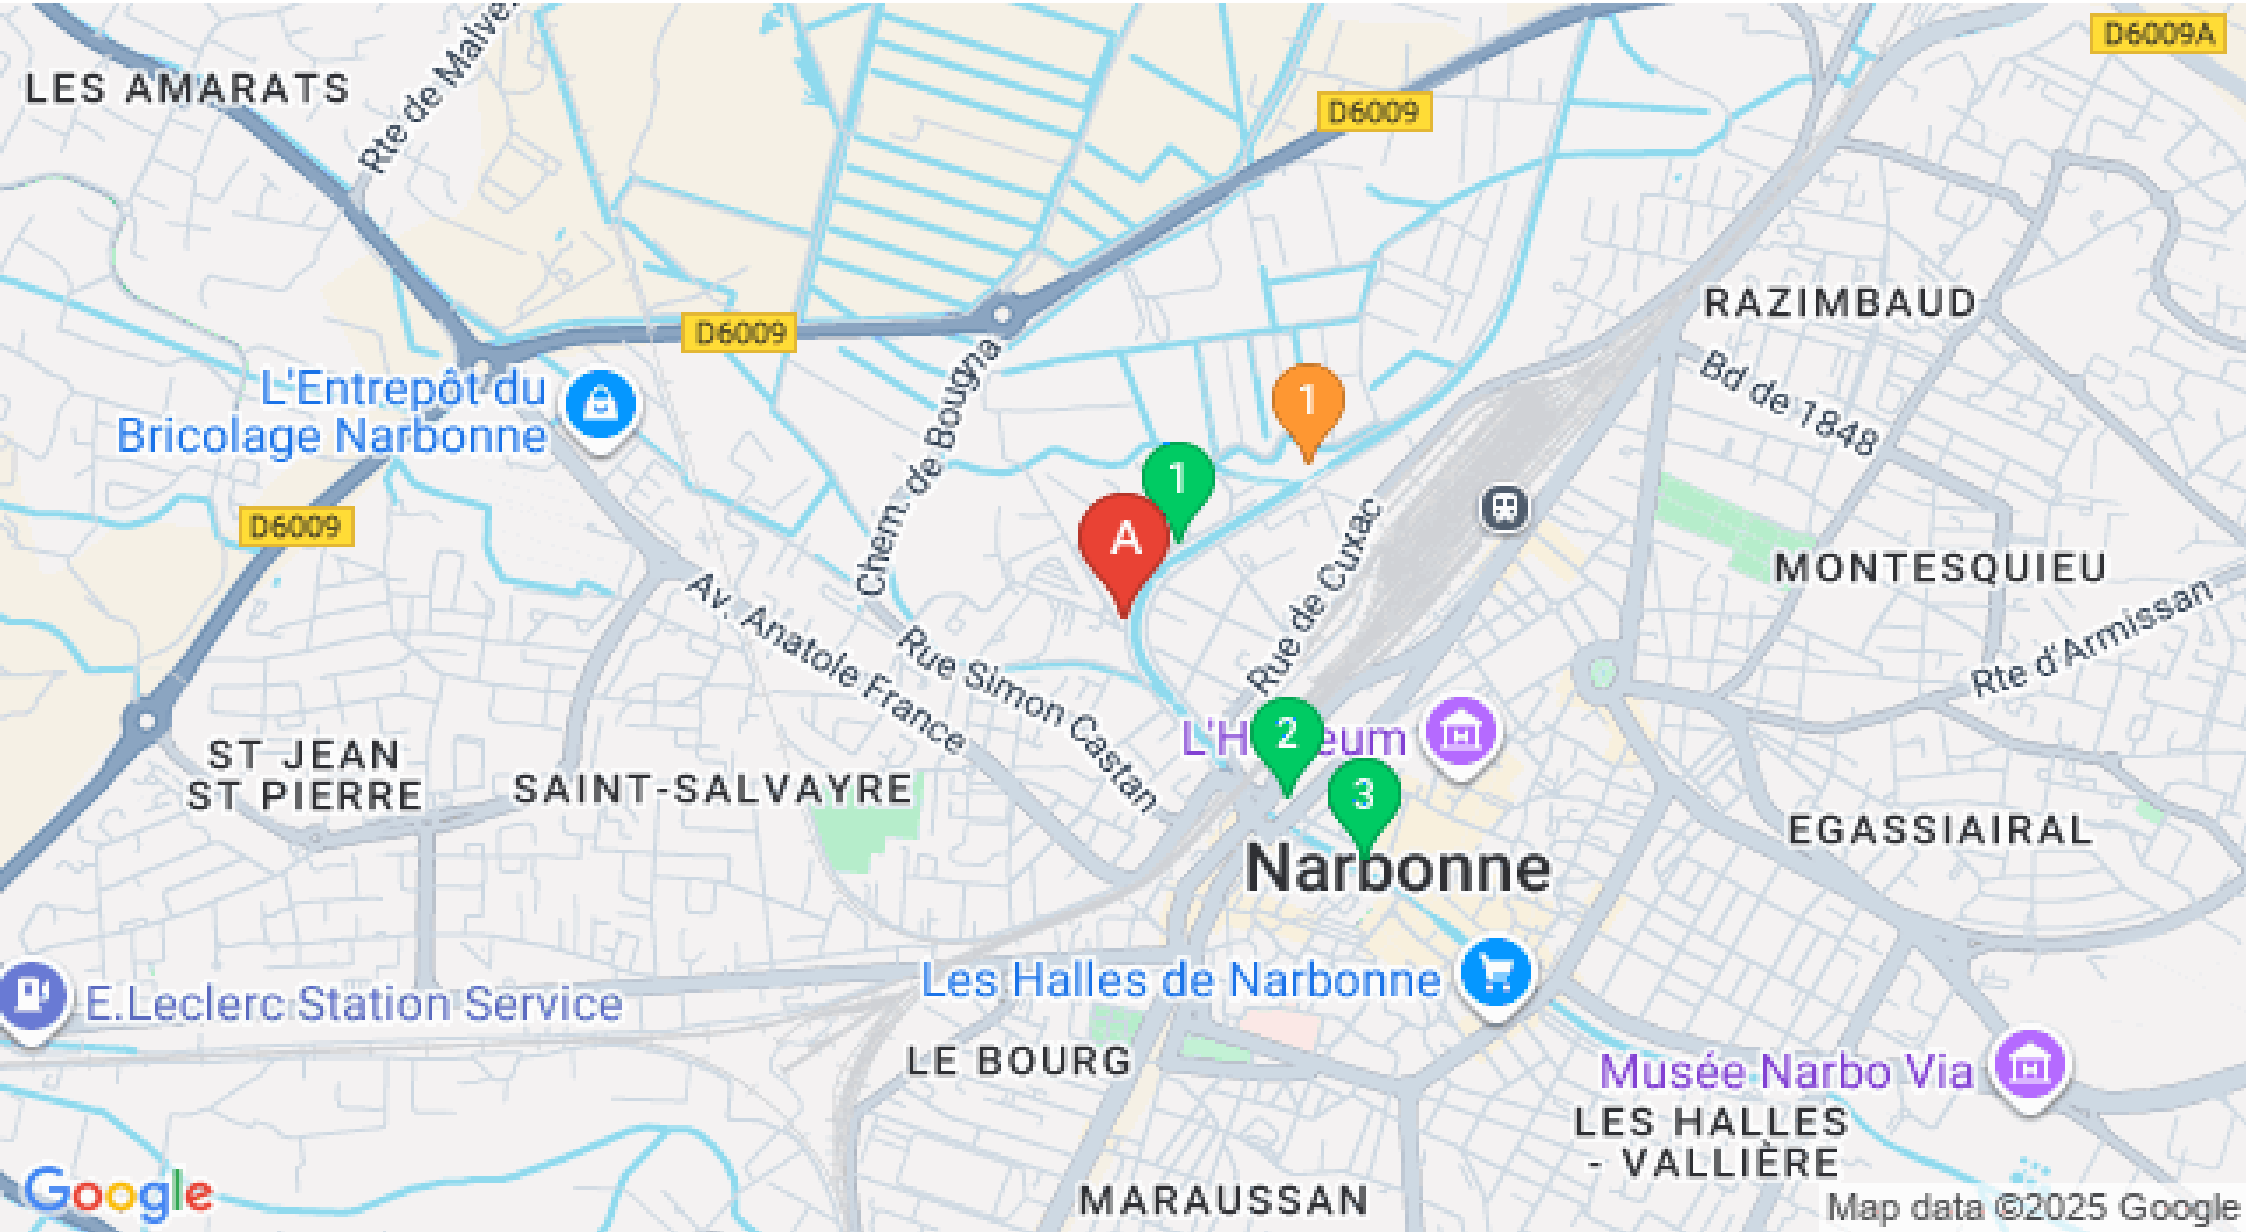 D6009A
LES AMARATS
Rte de Malve
D6009
RAZIMBAUD
D6009
Bd de 1848
L'Entrepôt du
Bricolage Narbonne
1
Chem. de Bougna
1
D6009
A
MONTESQUIEU
Rue de Cuxac
Av. Anatole France
Rue Simon Castan
Rte d'Armissan
2
3
ST JEAN
ST PIERRE
SAINT-SALVAYRE
EGASSIAIRAL
Narbonne
Les Halles de Narbonne
E.Leclerc Station Service
LE BOURG
Musée Narbo Via
LES HALLES
- VALLIÈRE
MARAUSSAN
Google
Map data ©2025 Google